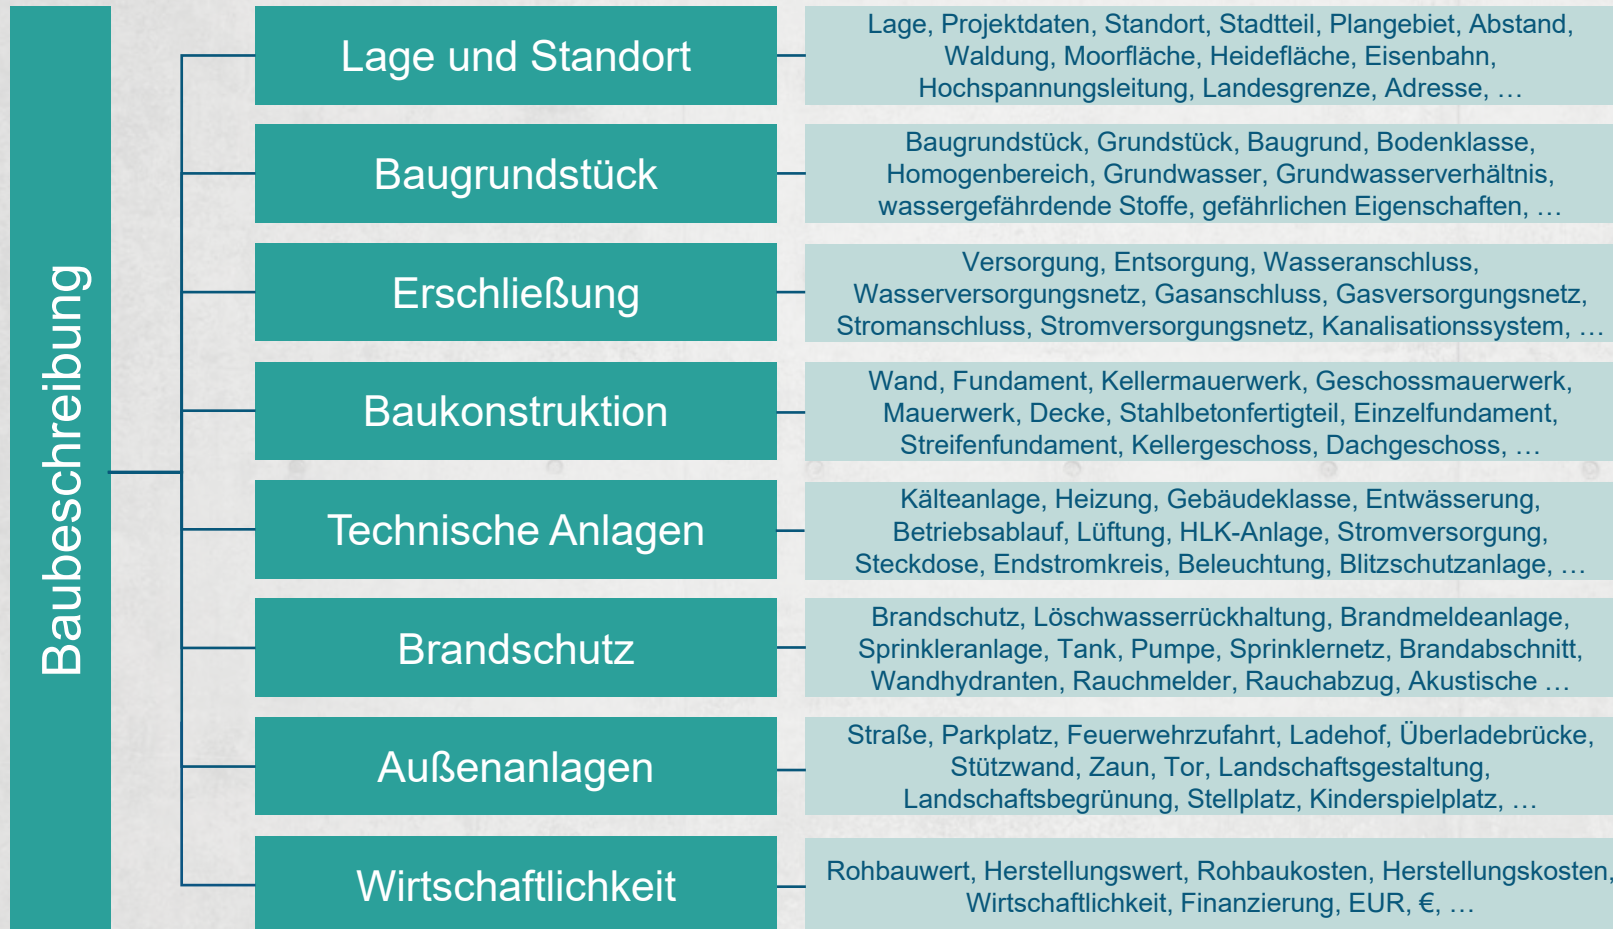 Baubeschreibung
Lage und Standort
Lage, Projektdaten, Standort, Stadtteil, Plangebiet, Abstand,
Waldung, Moorfläche, Heidefläche, Eisenbahn,
Hochspannungsleitung, Landesgrenze, Adresse, …
Baugrundstück
Baugrundstück, Grundstück, Baugrund, Bodenklasse,
Homogenbereich, Grundwasser, Grundwasserverhältnis,
wassergefährdende Stoffe, gefährlichen Eigenschaften, …
Erschließung
Versorgung, Entsorgung, Wasseranschluss,
Wasserversorgungsnetz, Gasanschluss, Gasversorgungsnetz,
Stromanschluss, Stromversorgungsnetz, Kanalisationssystem, …
Baukonstruktion
Wand, Fundament, Kellermauerwerk, Geschossmauerwerk,
Mauerwerk, Decke, Stahlbetonfertigteil, Einzelfundament,
Streifenfundament, Kellergeschoss, Dachgeschoss, …
Technische Anlagen
Kälteanlage, Heizung, Gebäudeklasse, Entwässerung,
Betriebsablauf, Lüftung, HLK-Anlage, Stromversorgung,
Steckdose, Endstromkreis, Beleuchtung, Blitzschutzanlage, …
Brandschutz
Brandschutz, Löschwasserrückhaltung, Brandmeldeanlage,
Sprinkleranlage, Tank, Pumpe, Sprinklernetz, Brandabschnitt,
Wandhydranten, Rauchmelder, Rauchabzug, Akustische …
Außenanlagen
Straße, Parkplatz, Feuerwehrzufahrt, Ladehof, Überladebrücke,
Stützwand, Zaun, Tor, Landschaftsgestaltung,
Landschaftsbegrünung, Stellplatz, Kinderspielplatz, …
Wirtschaftlichkeit
Rohbauwert, Herstellungswert, Rohbaukosten, Herstellungskosten,
Wirtschaftlichkeit, Finanzierung, EUR, €, …